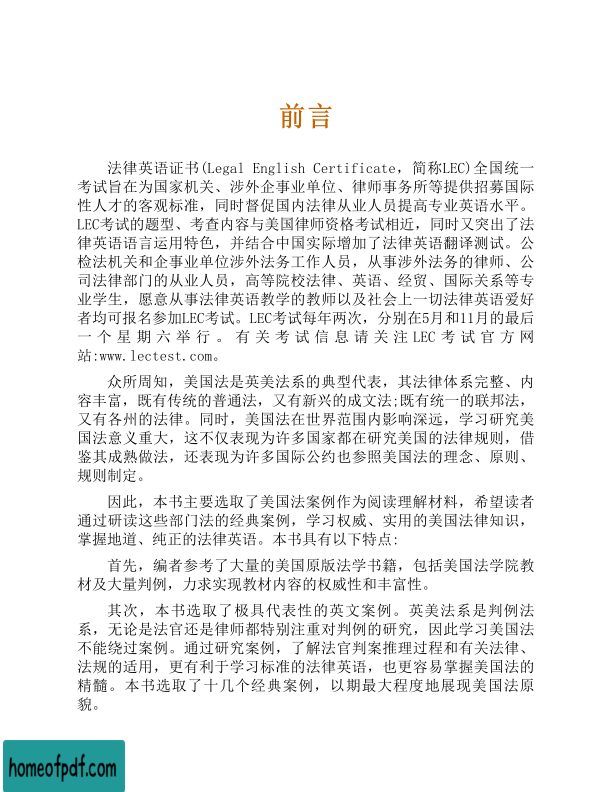 前言
法律英语证书(Legal English Certificate，简称LEC)全国统一
考试旨在为国家机关、涉外企事业单位、律师事务所等提供招募国际
性人才的客观标准，同时督促国内法律从业人员提高专业英语水平。
LEC考试的题型、考查内容与美国律师资格考试相近，同时又突出了法
律英语语言运用特色，并结合中国实际增加了法律英语翻译测试。公
检法机关和企事业单位涉外法务工作人员，从事涉外法务的律师、公
司法律部门的从业人员，高等院校法律、英语、经贸、国际关系等专
业学生，愿意从事法律英语教学的教师以及社会上一切法律英语爱好
者均可报名参加LEC考试。LEC考试每年两次，分别在5月和11月的最后
一个星期六举行。有关考试信息请关注LEC考试官方网
站:www.lectest.com。
众所周知，美国法是英美法系的典型代表，其法律体系完整、内
容丰富，既有传统的普通法，又有新兴的成文法;既有统一的联邦法，
又有各州的法律。同时，美国法在世界范围内影响深远，学习研究美
国法意义重大，这不仅表现为许多国家都在研究美国的法律规则，借
鉴其成熟做法，还表现为许多国际公约也参照美国法的理念、原则、
规则制定。
因此，本书主要选取了美国法案例作为阅读理解材料，希望读者
通过研读这些部门法的经典案例，学习权威、实用的美国法律知识，
掌握地道、纯正的法律英语。本书具有以下特点:
首先，编者参考了大量的美国原版法学书籍，包括美国法学院教
材及大量判例，力求实现教材内容的权威性和丰富性。
其次，本书选取了极具代表性的英文案例。英美法系是判例法
系，无论是法官还是律师都特别注重对判例的研究，因此学习美国法
不能绕过案例。通过研究案例，了解法官判案推理过程和有关法律、
法规的适用，更有利于学习标准的法律英语，也更容易掌握美国法的
精髓。本书选取了十几个经典案例，以期最大程度地展现美国法原
貌。
homeofpdf.com